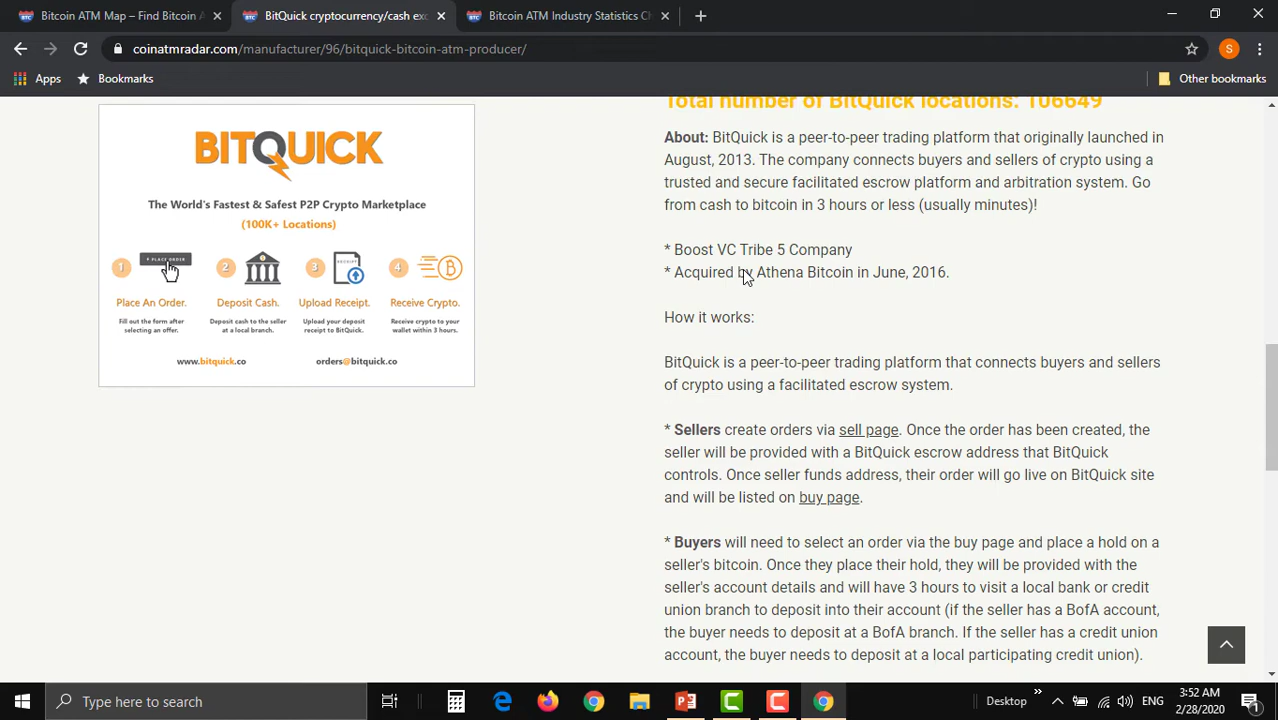 Bitcoin ATM Map – Find Bitcoin A
BitQuick cryptocurrency/cash exc
Bitcoin ATM Industry Statistics Ch
coinatmradar.com/manufacturer/96/bitquick-bitcoin-atm-producer/
S
Apps
Bookmarks
Other bookmarks
BITQUICK
The World's Fastest & Safest P2P Crypto Marketplace
(100K+ Locations)
1
PLACE ORDER
2
3
RECEIPT
4
Place An Order.
Deposit Cash.
Upload Receipt.
Receive Crypto.
Fill out the form after
selecting an offer.
Deposit cash to the seller
at a local branch.
Upload your deposit
receipt to BitQuick.
Receive crypto to your
wallet within 3 hours.
www.bitquick.co
orders@bitquick.co
Total number of BitQuick locations: 106649
About: BitQuick is a peer-to-peer trading platform that originally launched in
August, 2013. The company connects buyers and sellers of crypto using a
trusted and secure facilitated escrow platform and arbitration system. Go
from cash to bitcoin in 3 hours or less (usually minutes)!
* Boost VC Tribe 5 Company
* Acquired by Athena Bitcoin in June, 2016.
How it works:
BitQuick is a peer-to-peer trading platform that connects buyers and sellers
of crypto using a facilitated escrow system.
* Sellers create orders via sell page. Once the order has been created, the
seller will be provided with a BitQuick escrow address that BitQuick
controls. Once seller funds address, their order will go live on BitQuick site
and will be listed on buy page.
* Buyers will need to select an order via the buy page and place a hold on a
seller's bitcoin. Once they place their hold, they will be provided with the
seller's account details and will have 3 hours to visit a local bank or credit
union branch to deposit into their account (if the seller has a BofA account,
the buyer needs to deposit at a BofA branch. If the seller has a credit union
account, the buyer needs to deposit at a local participating credit union).
Type here to search
Desktop
ENG
3:52 AM
2/28/2020
1